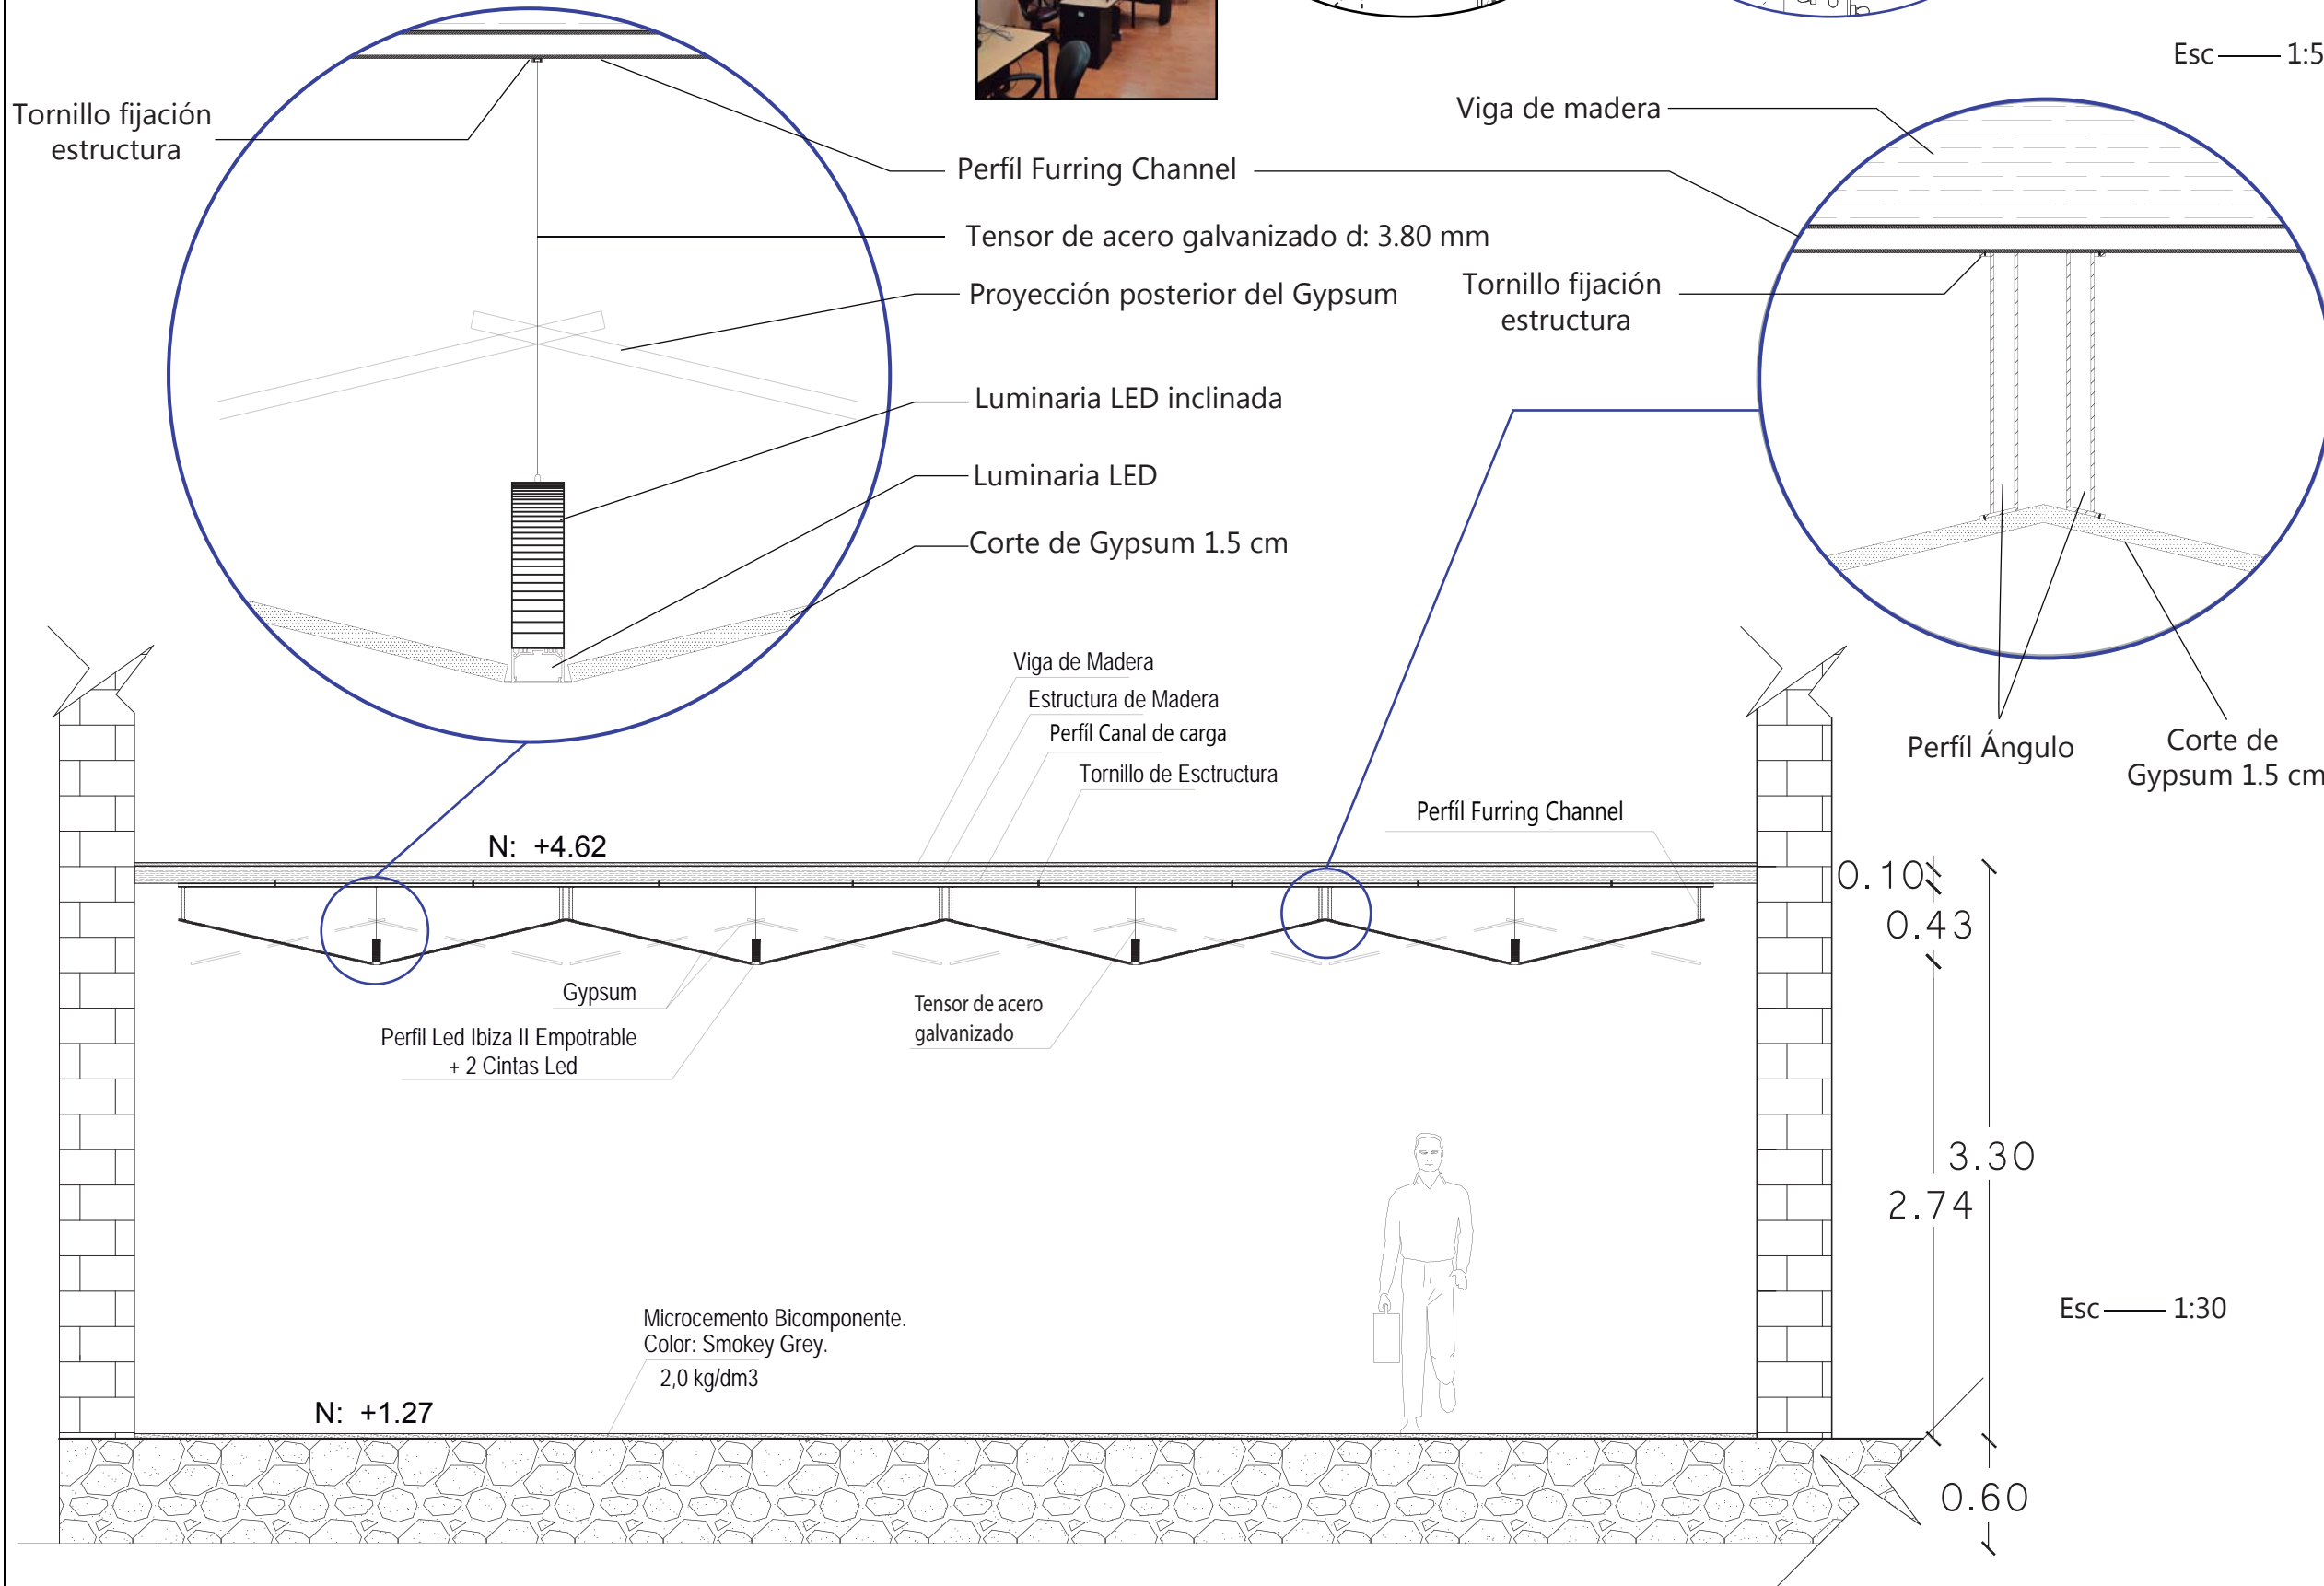 Esc 1:5
Tornillo fijación
estructura
Viga de madera
Perfíl Furring Channel
Tensor de acero galvanizado d: 3.80 mm
Proyección posterior del Gypsum
Tornillo fijación
estructura
Luminaria LED inclinada
Luminaria LED
Corte de Gypsum 1.5 cm
Viga de Madera
Estructura de Madera
Perfíl Canal de carga
Tornillo de Esctructura
Perfíl Ángulo
Corte de
Gypsum 1.5 cm
Perfíl Furring Channel
N: +4.62
0.10
0.43
Gypsum
Perfil Led Ibiza II Empotrable
+ 2 Cintas Led
Tensor de acero
galvanizado
3.30
2.74
Esc 1:30
Microcemento Bicomponente.
Color: Smokey Grey.
2,0 kg/dm3
N: +1.27
0.60